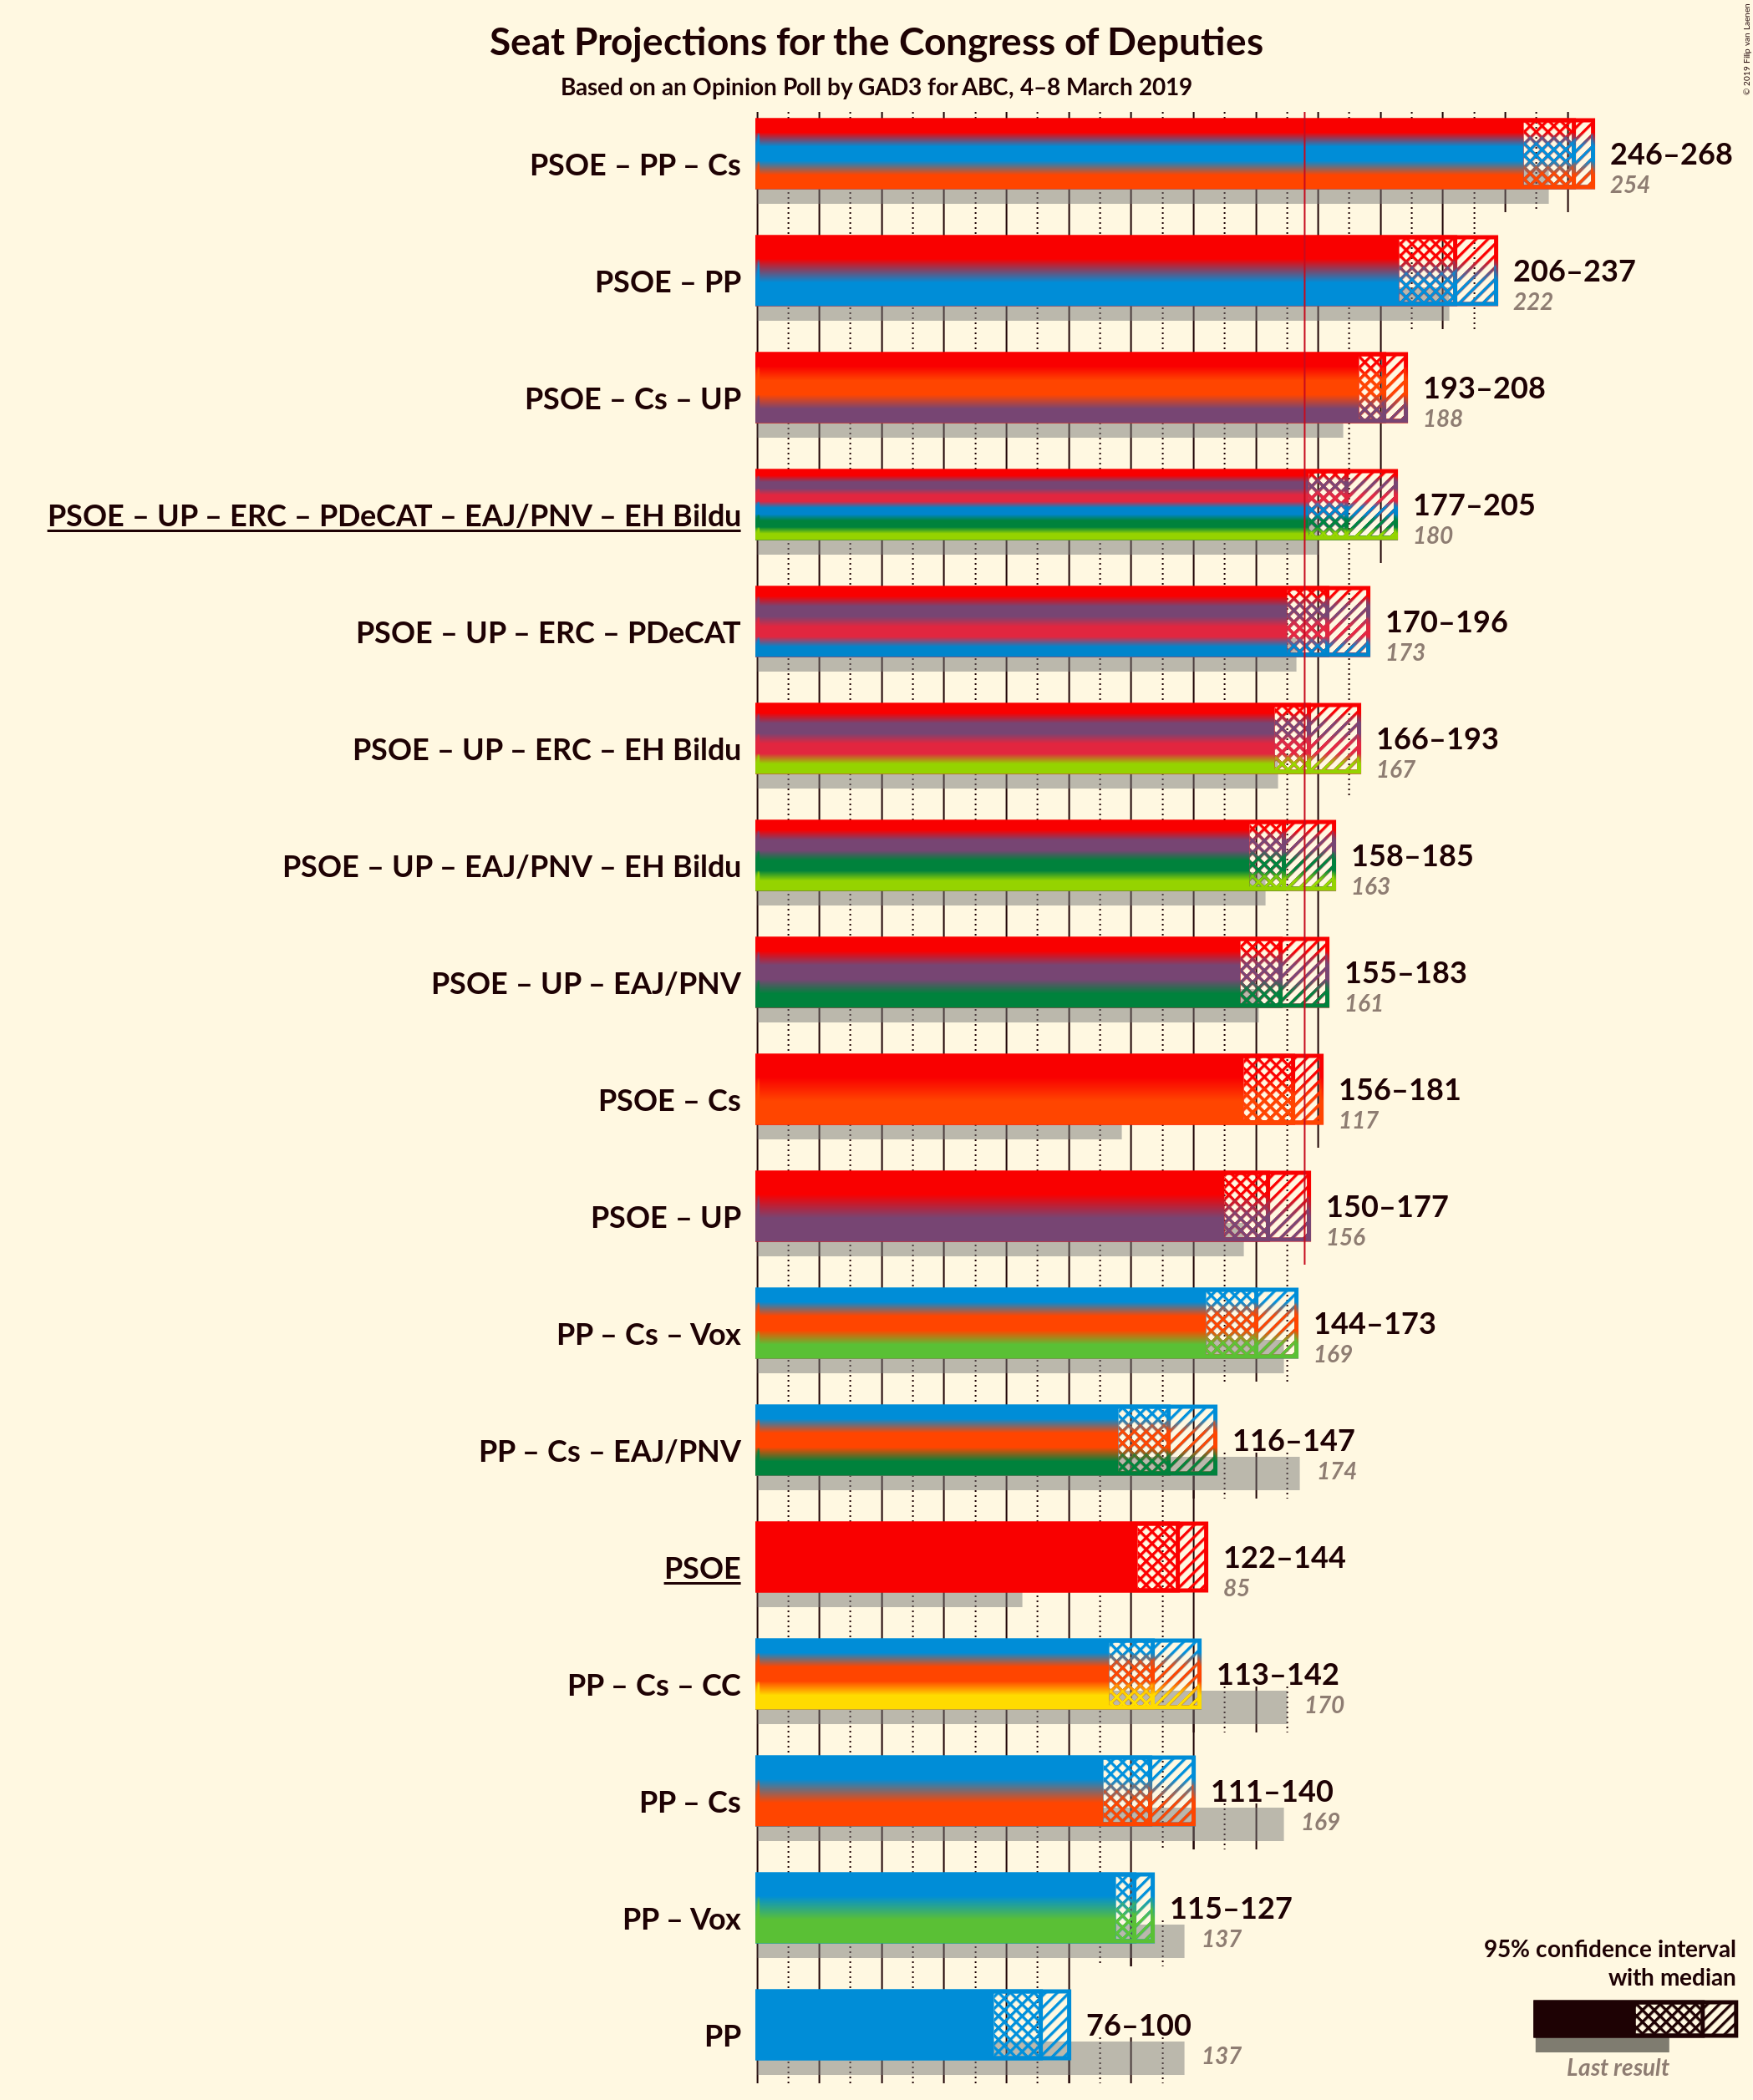 Seat Projections for the Congress of Deputies
Based on an Opinion Poll by GAD3 for ABC, 4–8 March 2019
© 2019 Filip van Laenen
PSOE – PP – Cs
246–268
254
PSOE – PP
206–237
222
PSOE – Cs – UP
193–208
188
PSOE – UP – ERC – PDeCAT – EAJ/PNV – EH Bildu
177–205
180
PSOE – UP – ERC – PDeCAT
170–196
173
PSOE – UP – ERC – EH Bildu
166–193
167
PSOE – UP – EAJ/PNV – EH Bildu
158–185
163
PSOE – UP – EAJ/PNV
155–183
161
PSOE – Cs
156–181
117
PSOE – UP
150–177
156
PP – Cs – Vox
144–173
169
PP – Cs – EAJ/PNV
116–147
174
PSOE
122–144
85
PP – Cs – CC
113–142
170
PP – Cs
111–140
169
PP – Vox
115–127
137
PP
76–100
137
95% confidence interval
with median
Last result